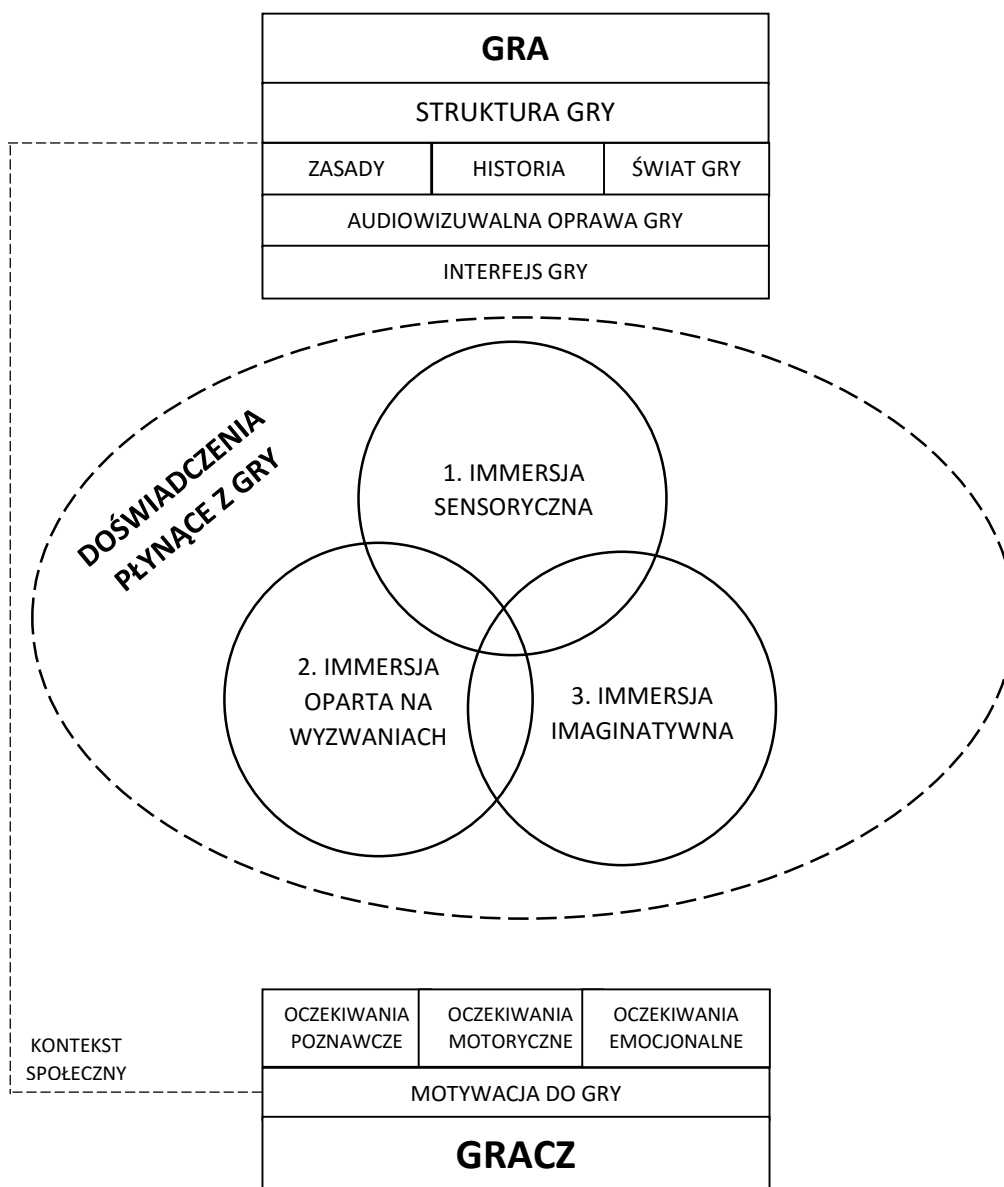 GRA
STRUKTURA GRY
ZASADY
HISTORIA
ŚWIAT GRY
AUDIOWIZUWALNA OPRAWA GRY
INTERFEJS GRY
DOŚWIADCZENIA
PŁYNĄCE Z GRY
1. IMMERSJA
SENSORYCZNA
2. IMMERSJA
OPARTA NA
WYZWANIACH
3. IMMERSJA
IMAGINATYWNA
OCZEKIWANIA
POZNAWCZE
OCZEKIWANIA
MOTORYCZNE
OCZEKIWANIA
EMOCJONALNE
KONTEKST
SPOŁECZNY
MOTYWACJA DO GRY
GRACZ